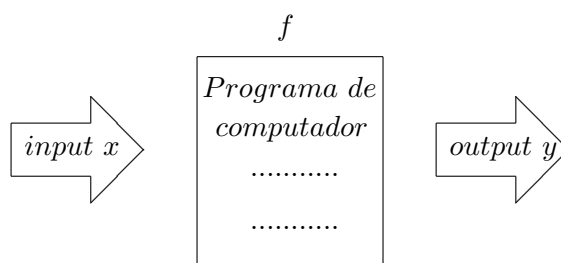 f
Programa de
computador
input x
output y
...........
...........